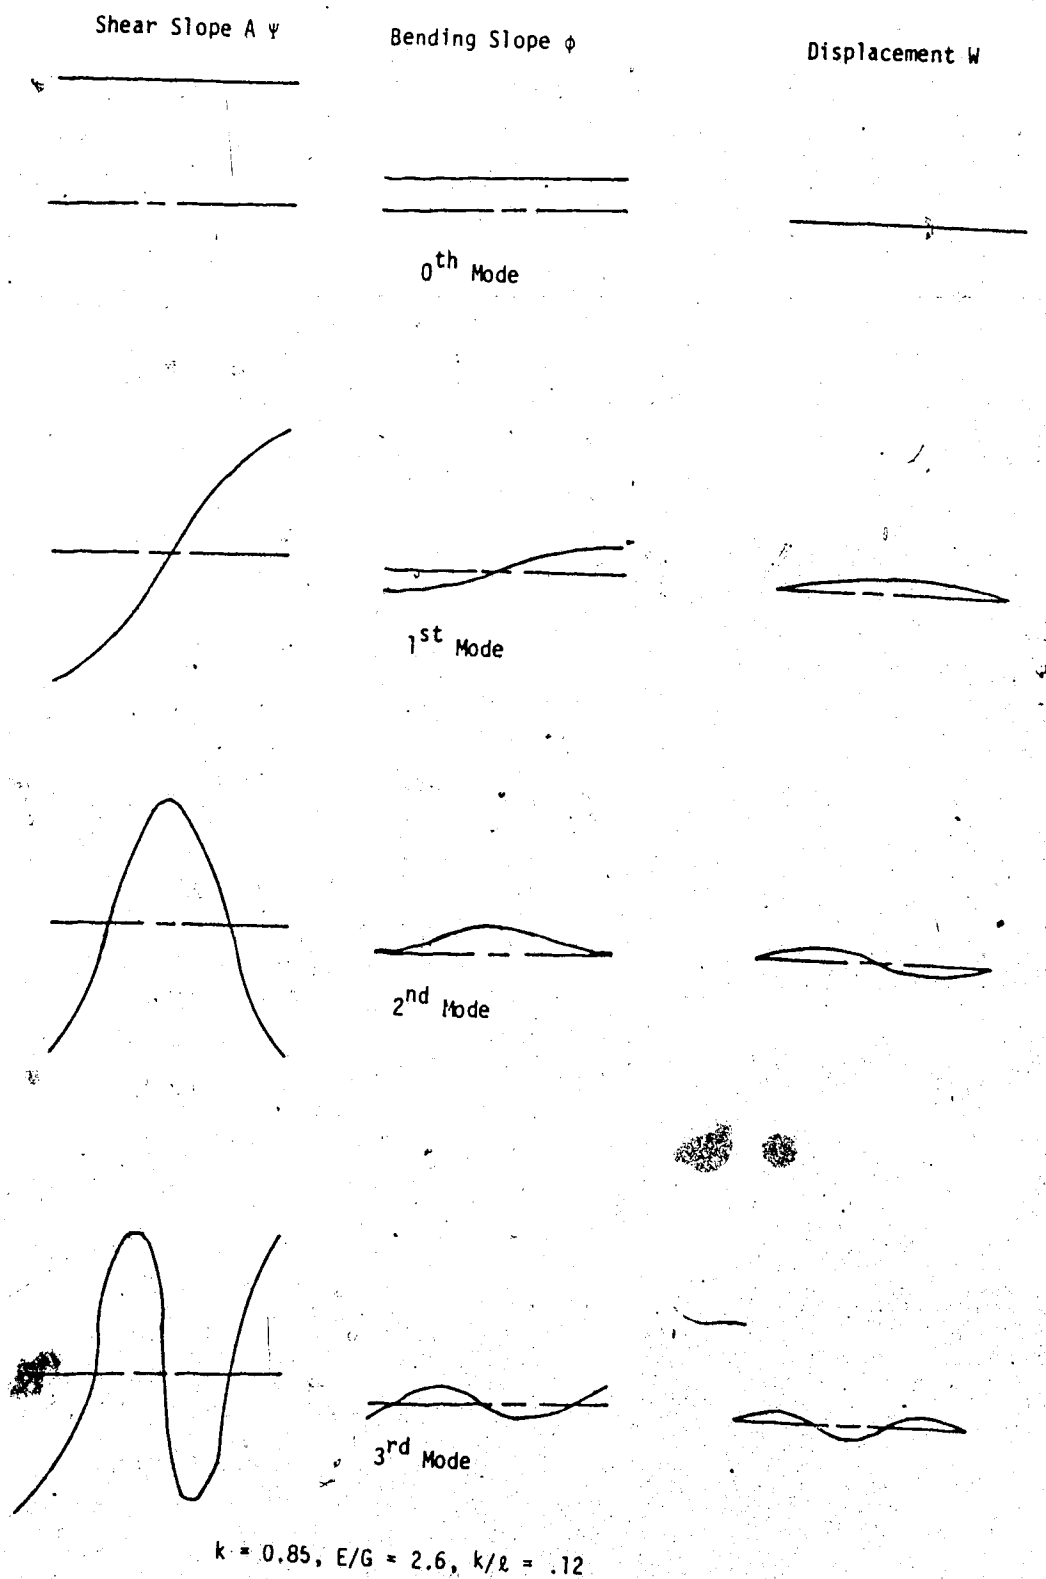 Shear Slope A ψ
Bending Slope ϕ
Displacement W
0th Mode
1st Mode
2nd Mode
3rd Mode
k = 0.85, E/G = 2.6, k/ℓ = .12